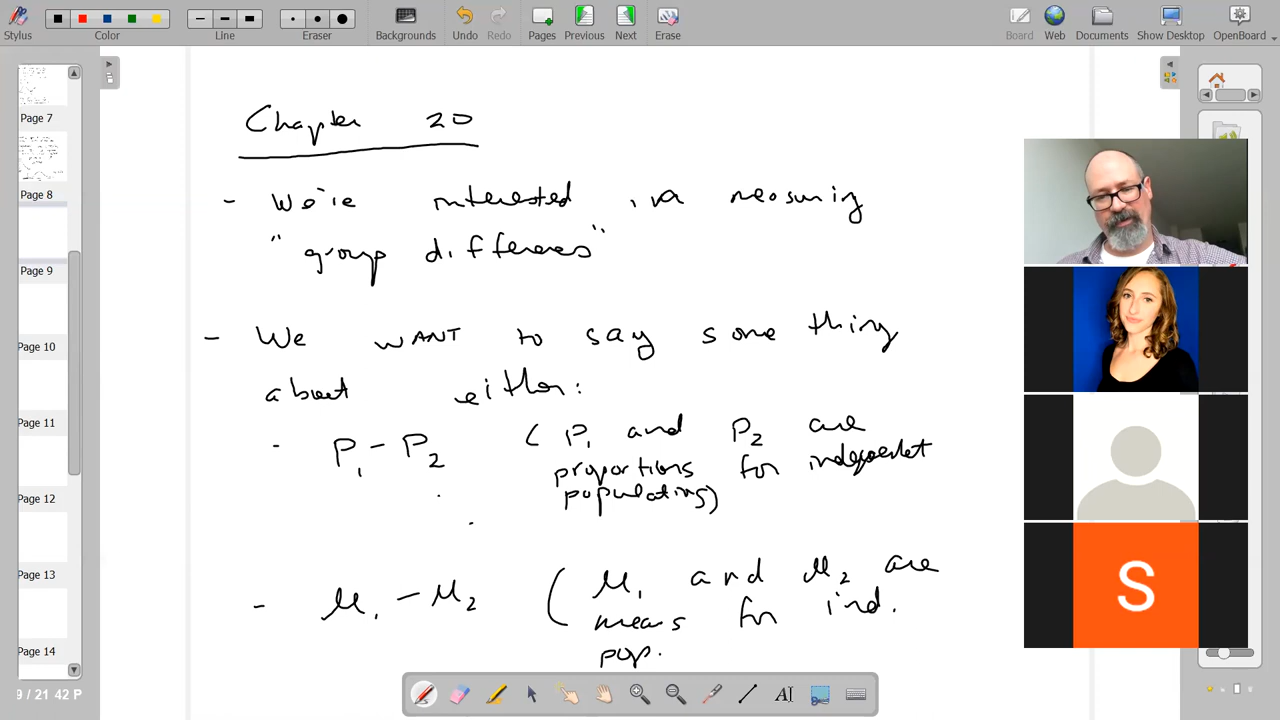 Stylus
Color
Line
Eraser
Backgrounds
Undo
Redo
Pages
Previous
Next
Erase
Board
Web
Documents
Show Desktop
OpenBoard
Page 7
Page 8
Page 9
Page 10
Page 11
Page 12
Page 13
Page 14
9 / 21 42 P
Chapter 20
- We're interested in measuring
"group differences"
- We WANT to say something
about either:
- P1 - P2 ( P1 and P2 are
proportions for independent
populations)
- μ1 - μ2 ( μ1 and μ2 are
means for ind.
pop.
S